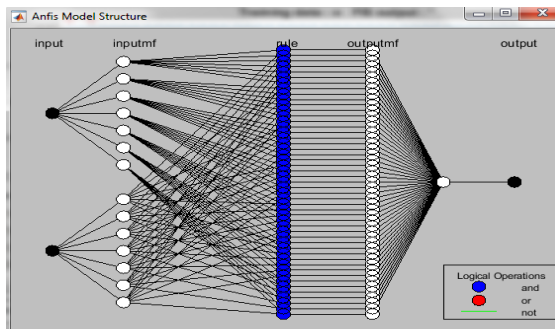 Anfis Model Structure
input inputmf rule outputmf output
Logical Operations
and
or
not